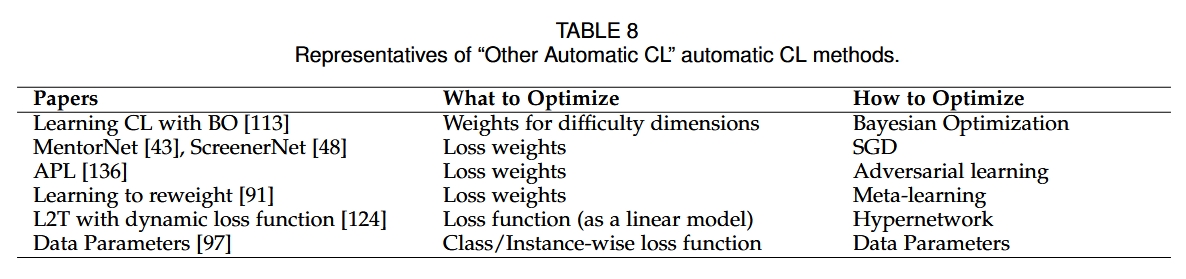 TABLE 8
Representatives of “Other Automatic CL” automatic CL methods.
Papers What to Optimize How to Optimize
Learning CL with BO [113] Weights for difficulty dimensions Bayesian Optimization
MentorNet [43], ScreenerNet [48] Loss weights SGD
APL [136] Loss weights Adversarial learning
Learning to reweight [91] Loss weights Meta-learning
L2T with dynamic loss function [124] Loss function (as a linear model) Hypernetwork
Data Parameters [97] Class/Instance-wise loss function Data Parameters